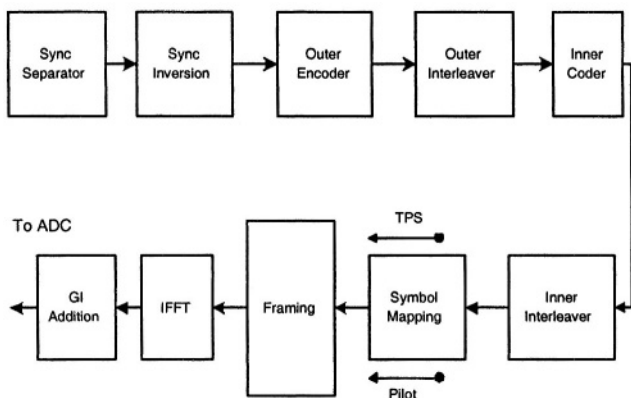 Sync
Separator
Sync
Inversion
Outer
Encoder
Outer
Interleaver
Inner
Coder
To ADC
TPS
GI
Addition
IFFT
Framing
Symbol
Mapping
Inner
Interleaver
Pilot